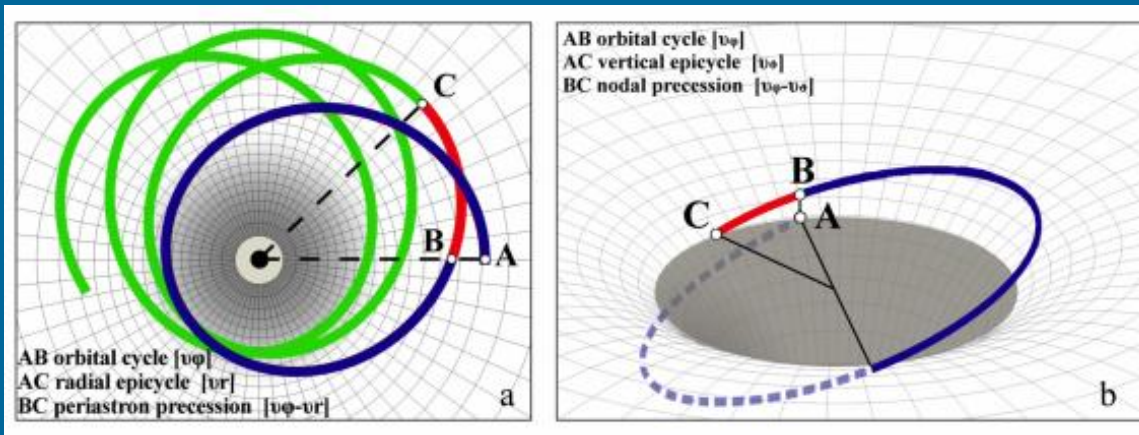 C
B
A
AB orbital cycle [υφ]
AC radial epicycle [υr]
BC periastron precession [υφ-υr]
a
AB orbital cycle [υφ]
AC vertical epicycle [υθ]
BC nodal precession [υφ-υθ]
B
C
A
b